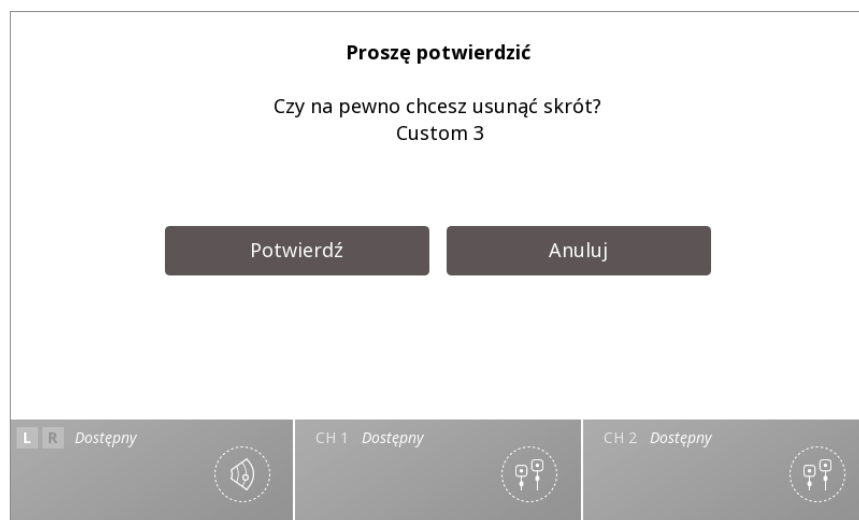 Proszę potwierdzić
Czy na pewno chcesz usunąć skrót?
Custom 3
Potwierdź Anuluj
L R Dostępny CH 1 Dostępny CH 2 Dostępny